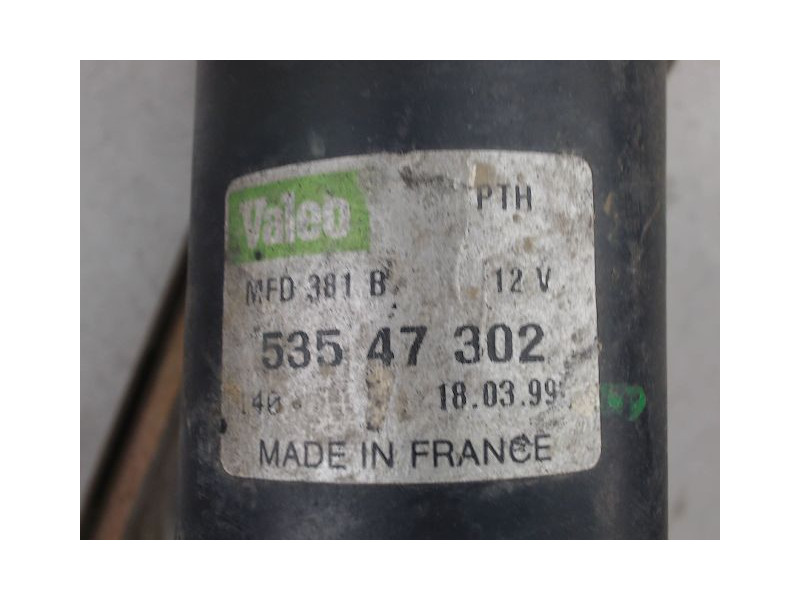 Valeo PTH
MFD 381 B 12 V
535 47 302
18.03.99
MADE IN FRANCE